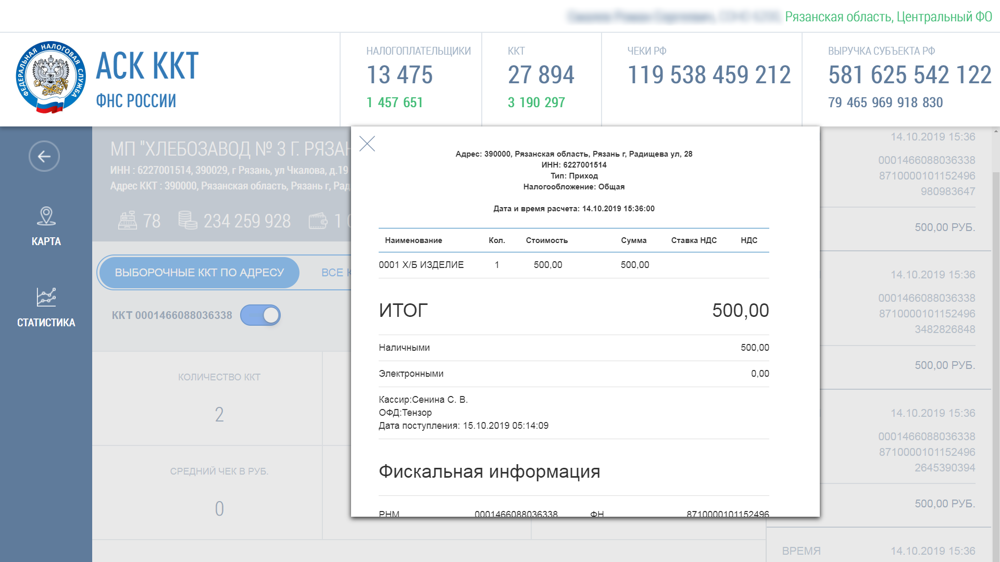 Рязанская область, Центральный ФО
ФЕДЕРАЛЬНАЯ НАЛОГОВАЯ СЛУЖБА
АСК ККТ
ФНС РОССИИ
НАЛОГОПЛАТЕЛЬЩИКИ
13 475
1 457 651
ККТ
27 894
3 190 297
ЧЕКИ РФ
119 538 459 212
ВЫРУЧКА СУБЪЕКТА РФ
581 625 542 122
79 465 969 918 830
КАРТА
СТАТИСТИКА
МП "ХЛЕБОЗАВОД № 3 Г. РЯЗАН
ИНН : 6227001514, 390029, г Рязань, ул Чкалова, д.19
Адрес ККТ : 390000, Рязанская область, Рязань г, Рад
78 234 259 928 1
ВЫБОРОЧНЫЕ ККТ ПО АДРЕСУ ВСЕ
ККТ 0001466088036338
КОЛИЧЕСТВО ККТ
2
СРЕДНИЙ ЧЕК В РУБ.
0
Адрес: 390000, Рязанская область, Рязань г, Радищева ул, 28
ИНН: 6227001514
Тип: Приход
Налогообложение: Общая
Дата и время расчета: 14.10.2019 15:36:00
Наименование Кол. Стоимость Сумма Ставка НДС НДС
0001 Х/Б ИЗДЕЛИЕ 1 500,00 500,00
ИТОГ 500,00
Наличными 500,00
Электронными 0,00
Кассир:Сенина С. В.
ОФД:Тензор
Дата поступления: 15.10.2019 05:14:09
Фискальная информация
РНМ 0001466088036338 ФН 8710000101152496
14.10.2019 15:36
0001466088036338
8710000101152496
980983647
500,00 РУБ.
14.10.2019 15:36
0001466088036338
8710000101152496
3482826848
500,00 РУБ.
14.10.2019 15:36
0001466088036338
8710000101152496
2645390394
500,00 РУБ.
ВРЕМЯ 14.10.2019 15:36